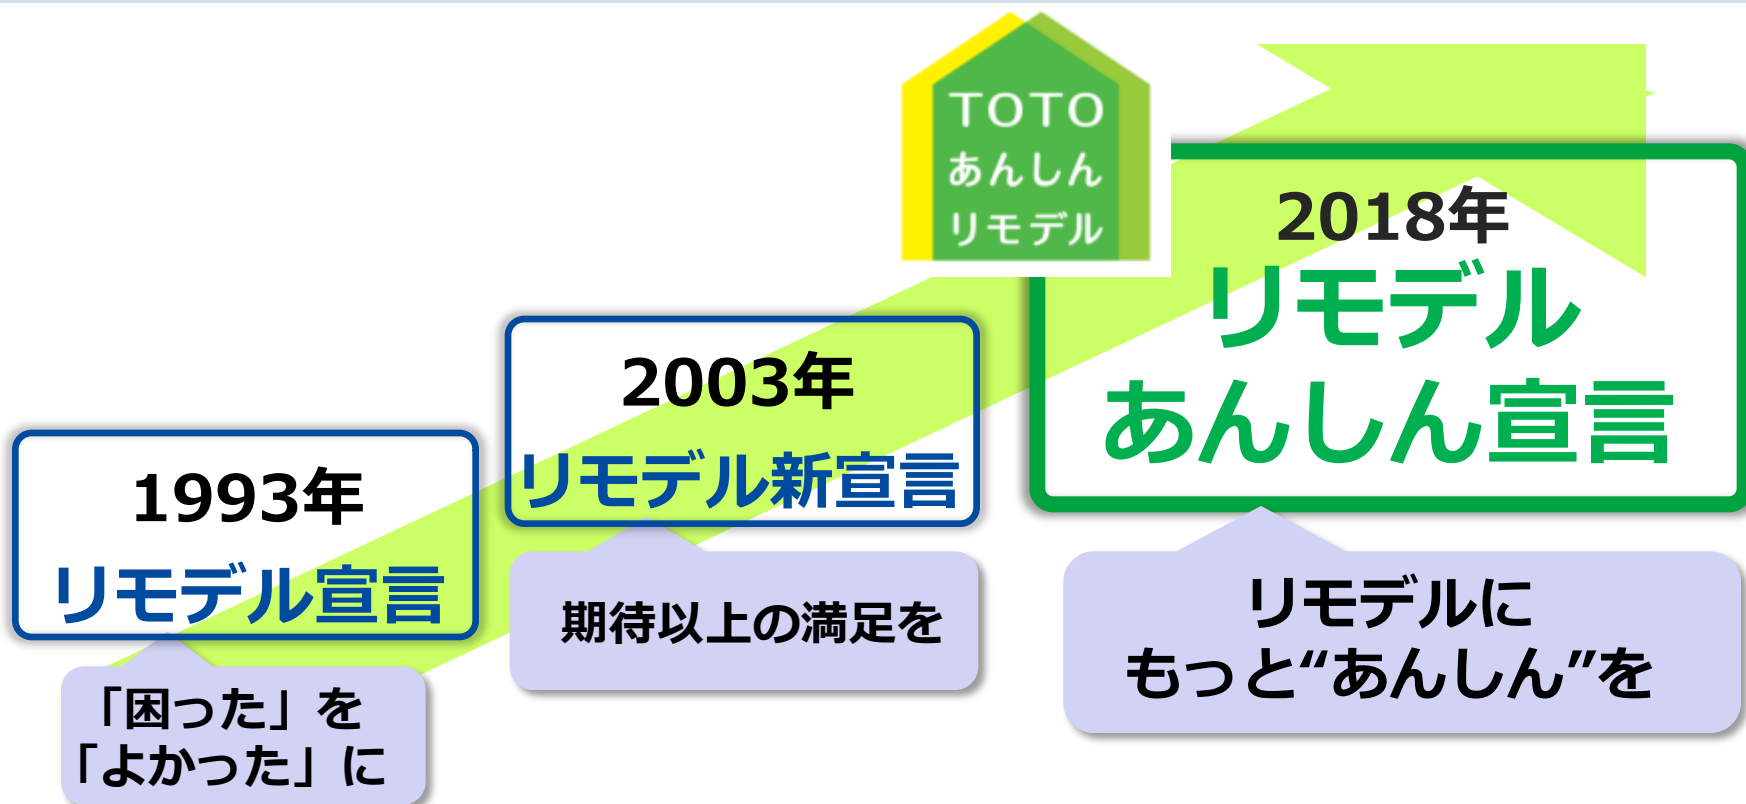 TOTO
あんしん
リモデル
1993年
リモデル宣言
「困った」を
「よかった」に
2003年
リモデル新宣言
期待以上の満足を
2018年
リモデル
あんしん宣言
リモデルに
もっと“あんしん”を